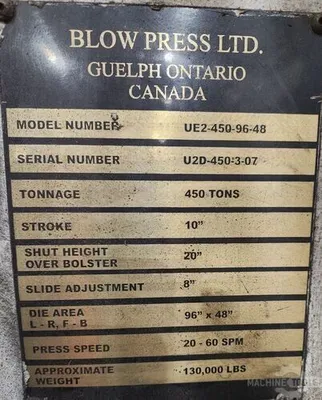 BLOW PRESS LTD.
GUELPH ONTARIO
CANADA
MODEL NUMBER UE2-450-96-48
SERIAL NUMBER U2D-450-3-07
TONNAGE 450 TONS
STROKE 10"
SHUT HEIGHT
OVER BOLSTER 20"
SLIDE ADJUSTMENT 8"
DIE AREA
L - R, F - B 96" x 48"
PRESS SPEED 20 - 60 SPM
APPROXIMATE
WEIGHT 130,000 LBS
MACHINETOOLS